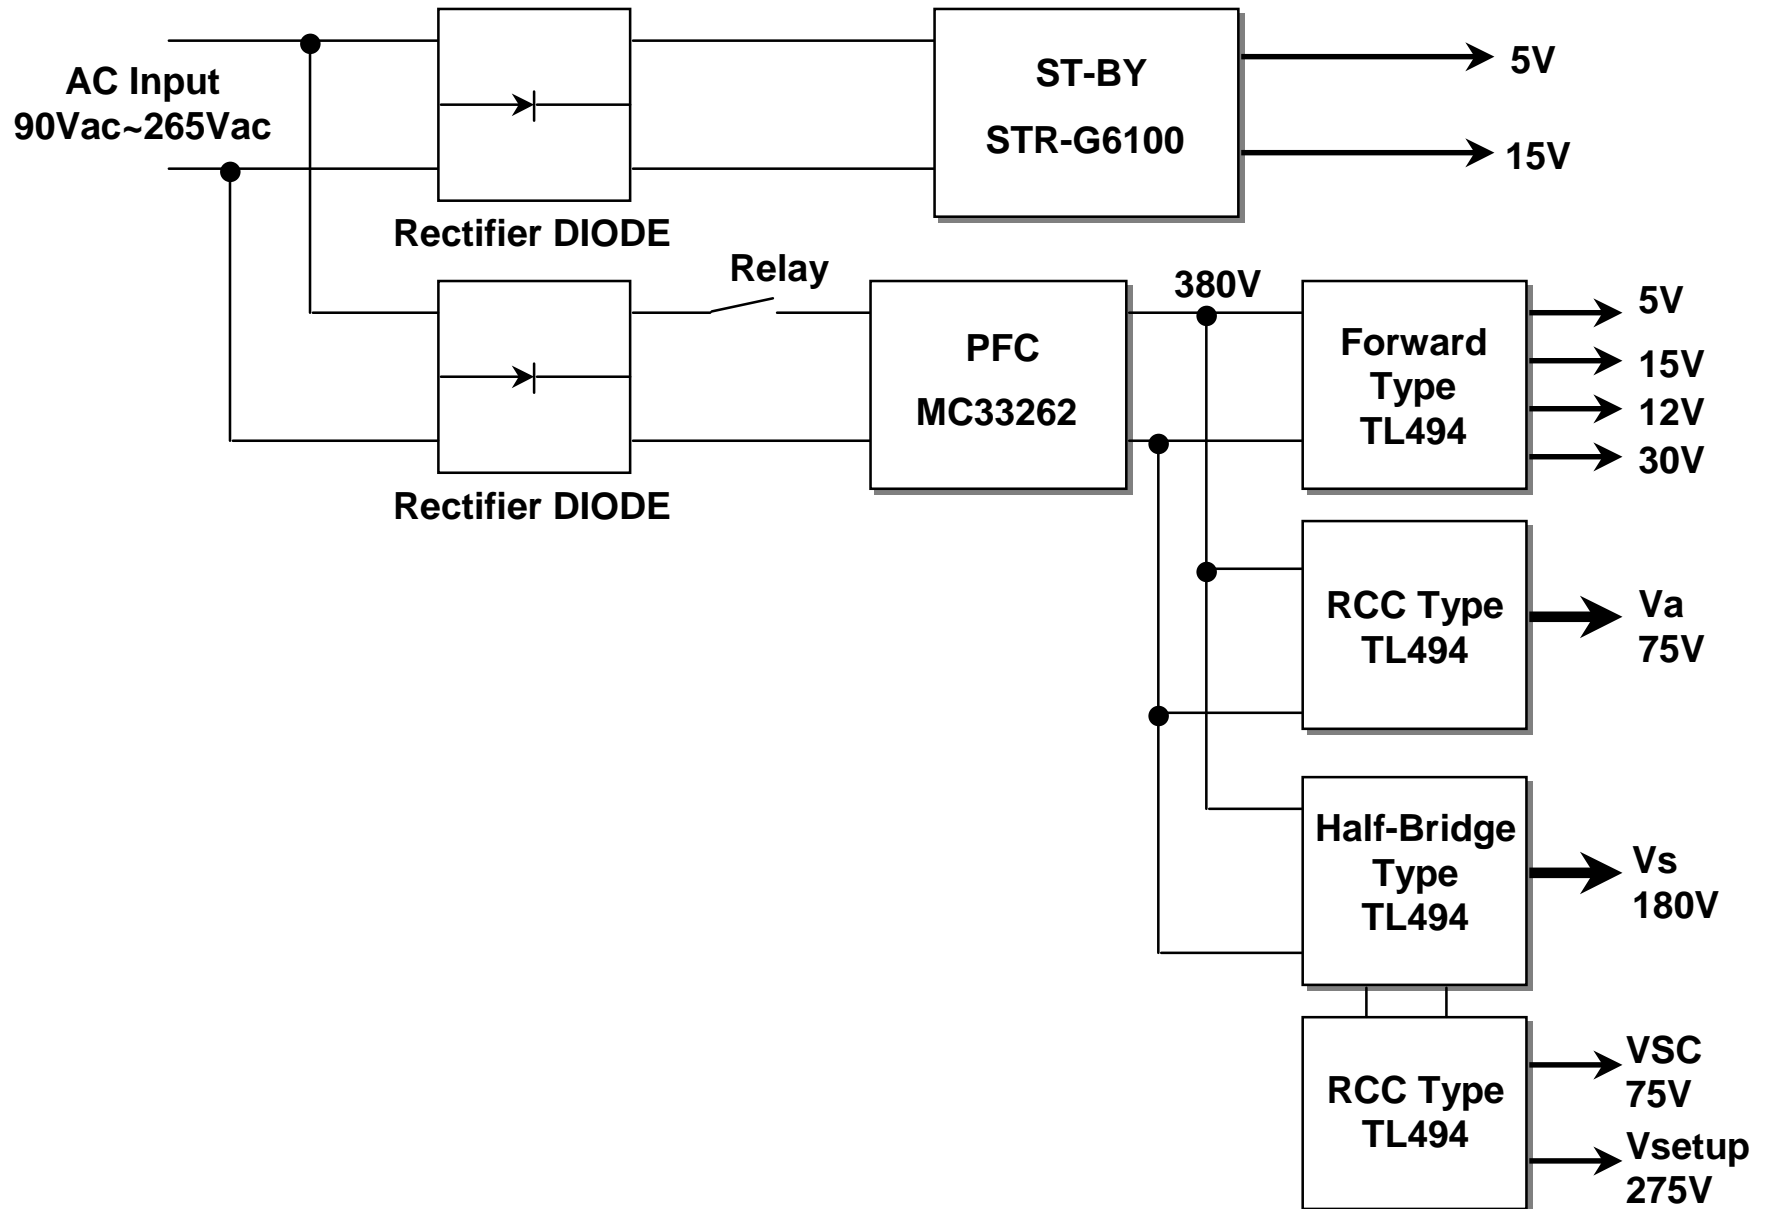 AC Input
90Vac~265Vac
Rectifier DIODE
ST-BY
STR-G6100
5V
15V
Rectifier DIODE
Relay
PFC
MC33262
380V
Forward
Type
TL494
5V
15V
12V
30V
RCC Type
TL494
Va
75V
Half-Bridge
Type
TL494
Vs
180V
RCC Type
TL494
VSC
75V
Vsetup
275V